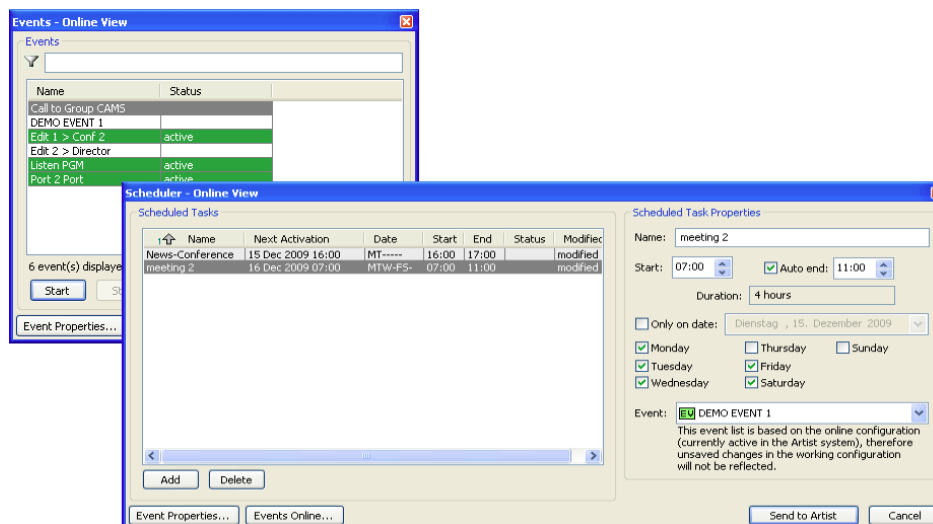 Events - Online View
Events
Name Status
Call to Group CAMS
DEMO EVENT 1
Edit 1 > Conf 2 active
Edit 2 > Director
Listen PGM active
Port 2 Port active
6 event(s) displaye
Start St
Event Properties...
Scheduler - Online View
Scheduled Tasks
1 Name Next Activation Date Start End Status Modified
News-Conference 15 Dec 2009 16:00 MT----- 16:00 17:00 modified
meeting 2 16 Dec 2009 07:00 MTW-FS- 07:00 11:00 modified
Add Delete
Event Properties... Events Online...
Scheduled Task Properties
Name: meeting 2
Start: 07:00 Auto end: 11:00
Duration: 4 hours
Only on date: Dienstag , 15. Dezember 2009
Monday Thursday Sunday
Tuesday Friday
Wednesday Saturday
Event: EV DEMO EVENT 1
This event list is based on the online configuration
(currently active in the Artist system), therefore
unsaved changes in the working configuration
will not be reflected.
Send to Artist Cancel